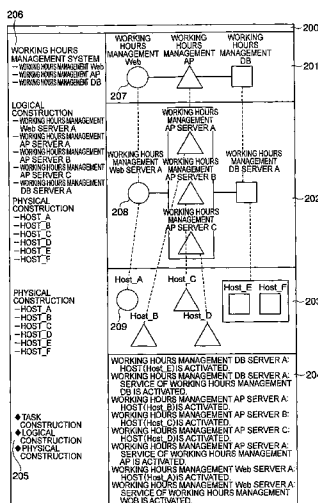 206
200
WORKING HOURS
MANAGEMENT SYSTEM
-- WORKING HOURS MANAGEMENT Web
-- WORKING HOURS MANAGEMENT AP
-- WORKING HOURS MANAGEMENT DB
WORKING
HOURS
MANAGEMENT
Web
WORKING
HOURS
MANAGEMENT
AP
WORKING
HOURS
MANAGEMENT
DB
201
207
LOGICAL
CONSTRUCTION
-- WORKING HOURS MANAGEMENT
Web SERVER A
-- WORKING HOURS MANAGEMENT
AP SERVER A
-- WORKING HOURS MANAGEMENT
AP SERVER B
-- WORKING HOURS MANAGEMENT
AP SERVER C
-- WORKING HOURS MANAGEMENT
DB SERVER A
PHYSICAL
CONSTRUCTION
-HOST_A
-HOST_B
-HOST_C
-HOST_D
-HOST_E
-HOST_F
WORKING HOURS
MANAGEMENT
AP SERVER A
WORKING
HOURS
MANAGEMENT
Web SERVER A
WORKING HOURS
MANAGEMENT
AP SERVER B
WORKING
HOURS
MANAGEMENT
DB SERVER A
WORKING HOURS
MANAGEMENT
AP SERVER C
202
208
PHYSICAL
CONSTRUCTION
-HOST_A
-HOST_B
-HOST_C
-HOST_D
-HOST_E
-HOST_F
Host_A
Host_C
Host_E Host_F
Host_B
Host_D
203
209
◆TASK
CONSTRUCTION
◆LOGICAL
CONSTRUCTION
◆PHYSICAL
CONSTRUCTION
205
WORKING HOURS MANAGEMENT DB SERVER A:
HOST(Host_E)IS ACTIVATED.
WORKING HOURS MANAGEMENT DB SERVER A:
SERVICE OF WORKING HOURS MANAGEMENT
DB IS ACTIVATED.
WORKING HOURS MANAGEMENT AP SERVER A:
HOST(Host_B)IS ACTIVATED.
WORKING HOURS MANAGEMENT AP SERVER B:
HOST(Host_C)IS ACTIVATED.
WORKING HOURS MANAGEMENT AP SERVER C:
HOST(Host_D)IS ACTIVATED.
WORKING HOURS MANAGEMENT AP SERVER A:
SERVICE OF WORKING HOURS MANAGEMENT
AP IS ACTIVATED.
WORKING HOURS MANAGEMENT Web SERVER A:
HOST(Host_A)IS ACTIVATED.
WORKING HOURS MANAGEMENT Web SERVER A:
SERVICE OF WORKING HOURS MANAGEMENT
WOB IS ACTIVATED.
204